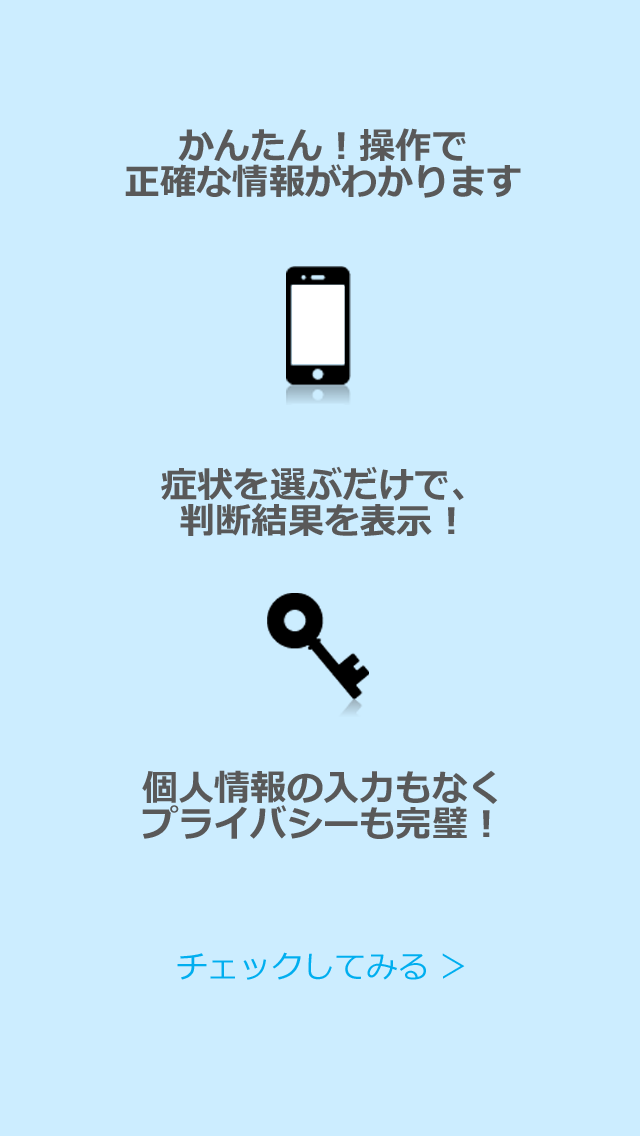 かんたん！操作で
正確な情報がわかります
症状を選ぶだけで、
判断結果を表示！
個人情報の入力もなく
プライバシーも完璧！
チェックしてみる ＞